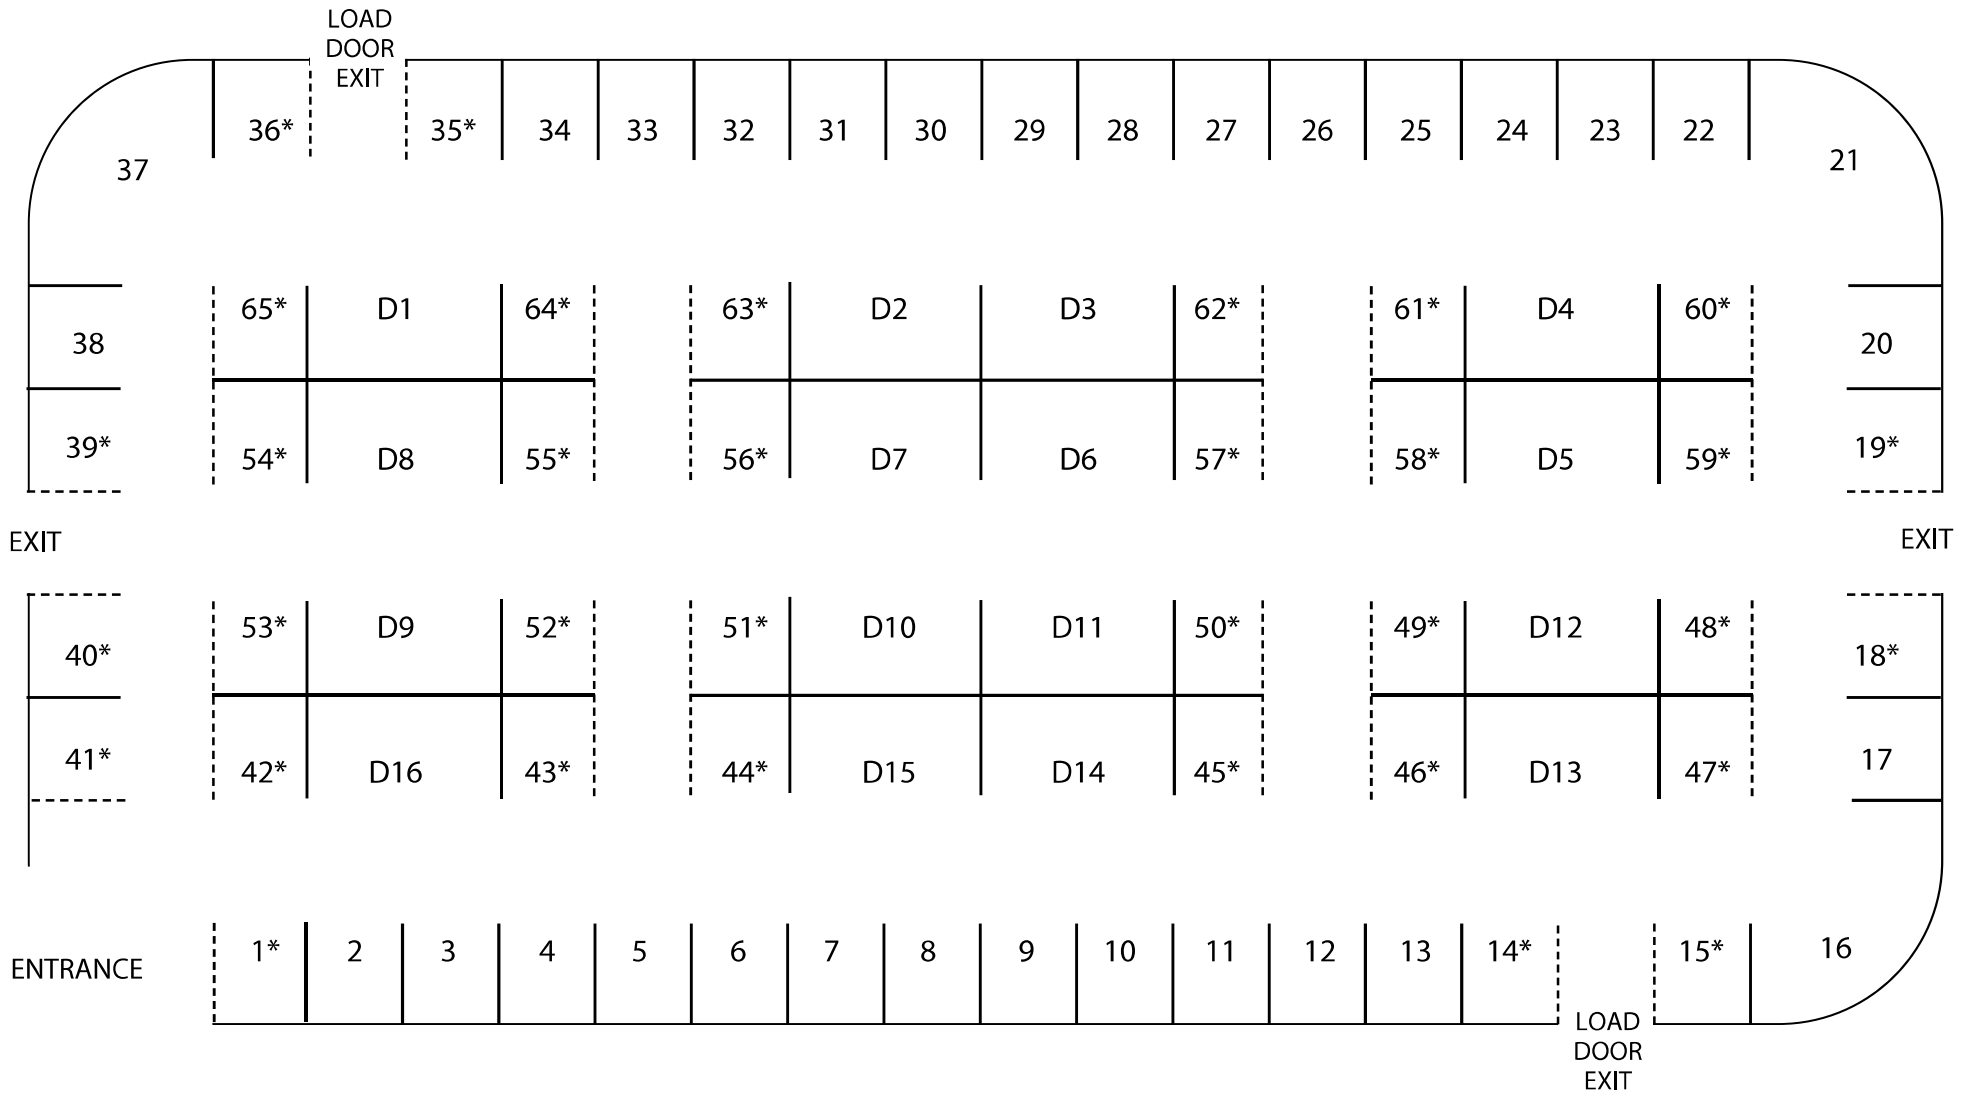 LOAD
DOOR
EXIT
36* 35* 34 33 32 31 30 29 28 27 26 25 24 23 22
37 21
65* D1 64* 63* D2 D3 62* 61* D4 60*
38 20
39* 19*
54* D8 55* 56* D7 D6 57* 58* D5 59*
EXIT EXIT
53* D9 52* 51* D10 D11 50* 49* D12 48*
40* 18*
41* 17
42* D16 43* 44* D15 D14 45* 46* D13 47*
1* 2 3 4 5 6 7 8 9 10 11 12 13 14* 15* 16
ENTRANCE
LOAD
DOOR
EXIT